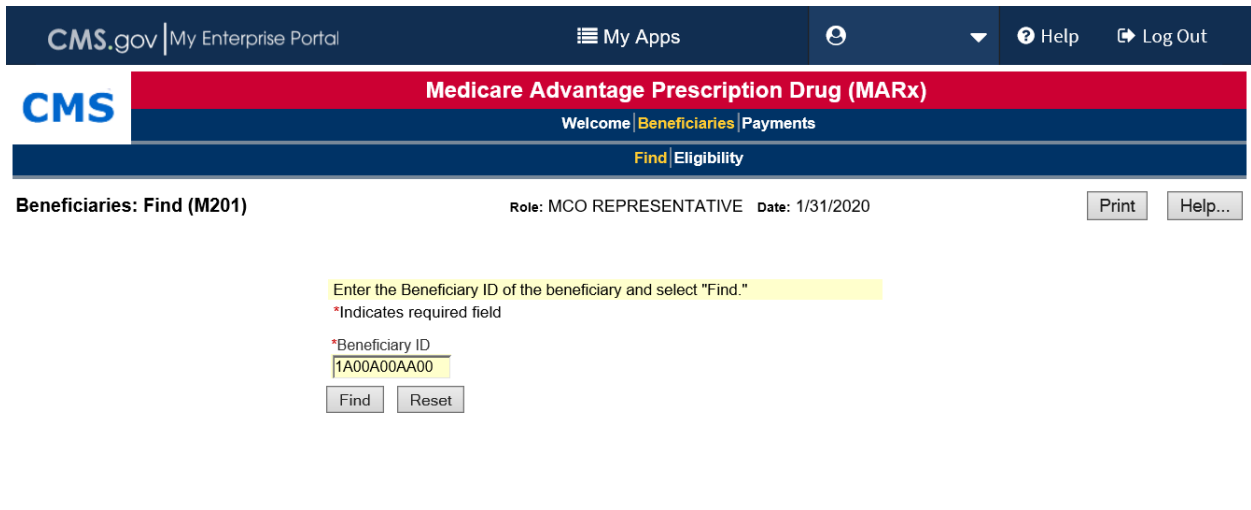 CMS.gov My Enterprise Portal My Apps Help Log Out
CMS
Medicare Advantage Prescription Drug (MARx)
Welcome|Beneficiaries|Payments
Find|Eligibility
Beneficiaries: Find (M201) Role: MCO REPRESENTATIVE Date: 1/31/2020 Print Help...
Enter the Beneficiary ID of the beneficiary and select "Find."
*Indicates required field
*Beneficiary ID
1A00A00AA00
Find Reset